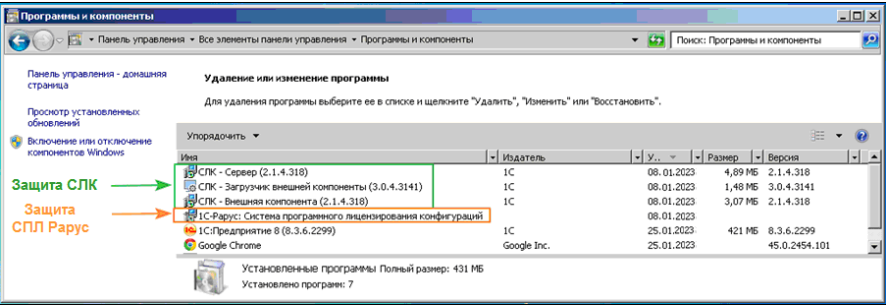 Программы и компоненты
Панель управления Все элементы панели управления Программы и компоненты
Поиск: Программы и компоненты
Панель управления - домашняя страница
Просмотр установленных обновлений
Включение или отключение компонентов Windows
Удаление или изменение программы
Для удаления программы выберите ее в списке и щелкните "Удалить", "Изменить" или "Восстановить".
Упорядочить
Имя Издатель У.. Размер Версия
СЛК - Сервер (2.1.4.318) 1C 08.01.2023 4,89 МБ 2.1.4.318
СЛК - Загрузчик внешней компоненты (3.0.4.3141) 1C 08.01.2023 1,48 МБ 3.0.4.3141
СЛК - Внешняя компонента (2.1.4.318) 1C 08.01.2023 3,07 МБ 2.1.4.318
1С-Рарус: Система программного лицензирования конфигураций 08.01.2023
1С:Предприятие 8 (8.3.6.2299) 1C 25.01.2023 421 МБ 8.3.6.2299
Google Chrome Google Inc. 25.01.2023 45.0.2454.101
Защита СЛК
Защита
СПЛ Рарус
Установленные программы Полный размер: 431 МБ
Установлено програмн: 7